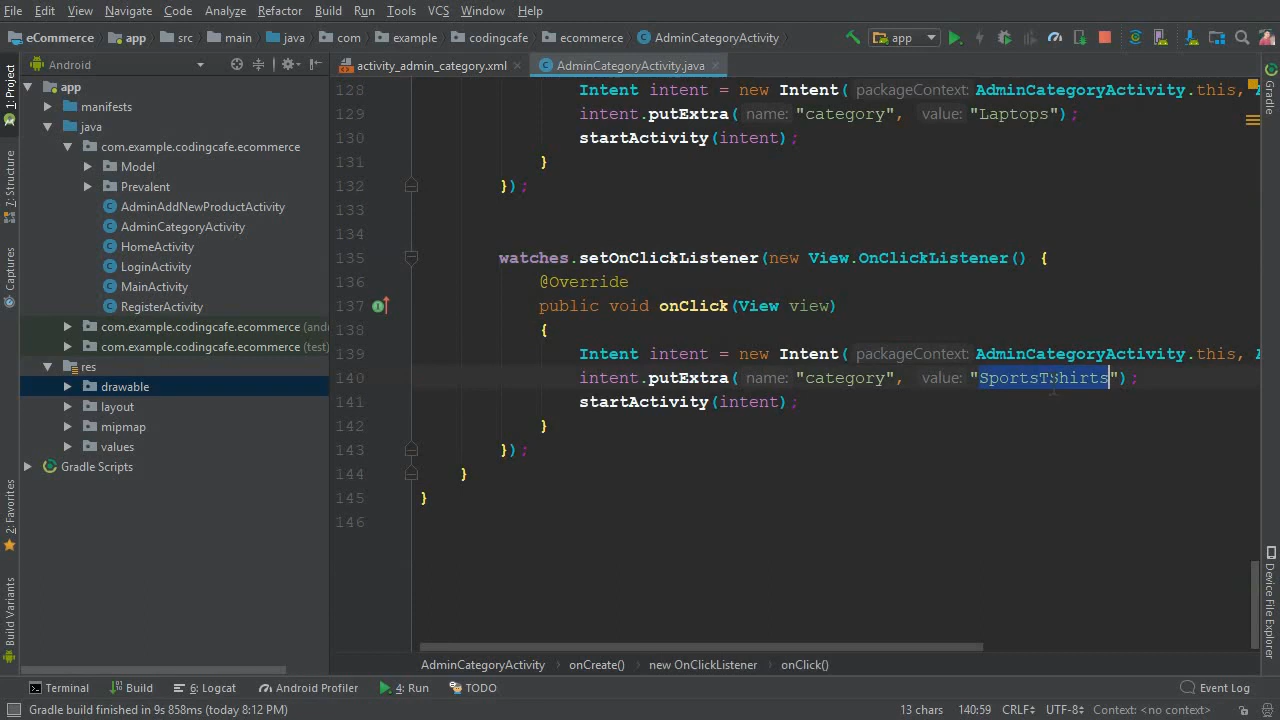 File Edit View Navigate Code Analyze Refactor Build Run Tools VCS Window Help
eCommerce app src main java com example codingcafe ecommerce AdminCategoryActivity app
Android activity_admin_category.xml AdminCategoryActivity.java
app
manifests
java
com.example.codingcafe.ecommerce
Model
Prevalent
AdminAddNewProductActivity
AdminCategoryActivity
HomeActivity
LoginActivity
MainActivity
RegisterActivity
com.example.codingcafe.ecommerce (and
com.example.codingcafe.ecommerce (test)
res
drawable
layout
mipmap
values
Gradle Scripts
1: Project
7: Structure
Captures
2: Favorites
Build Variants
128 Intent intent = new Intent( packageContext: AdminCategoryActivity.this,
129 intent.putExtra( name: "category", value: "Laptops");
130 startActivity(intent);
131 }
132 });
133
134
135 watches.setOnClickListener(new View.OnClickListener() {
136 @Override
137 public void onClick(View view)
138 {
139 Intent intent = new Intent( packageContext: AdminCategoryActivity.this,
140 intent.putExtra( name: "category", value: "SportsTShirts");
141 startActivity(intent);
142 }
143 });
144 }
145 }
146
Gradle
Device File Explorer
AdminCategoryActivity onCreate() new OnClickListener onClick()
Terminal Build 6: Logcat Android Profiler 4: Run TODO Event Log
Gradle build finished in 9s 858ms (today 8:12 PM) 13 chars 140:59 CRLF UTF-8 Context: <no context>